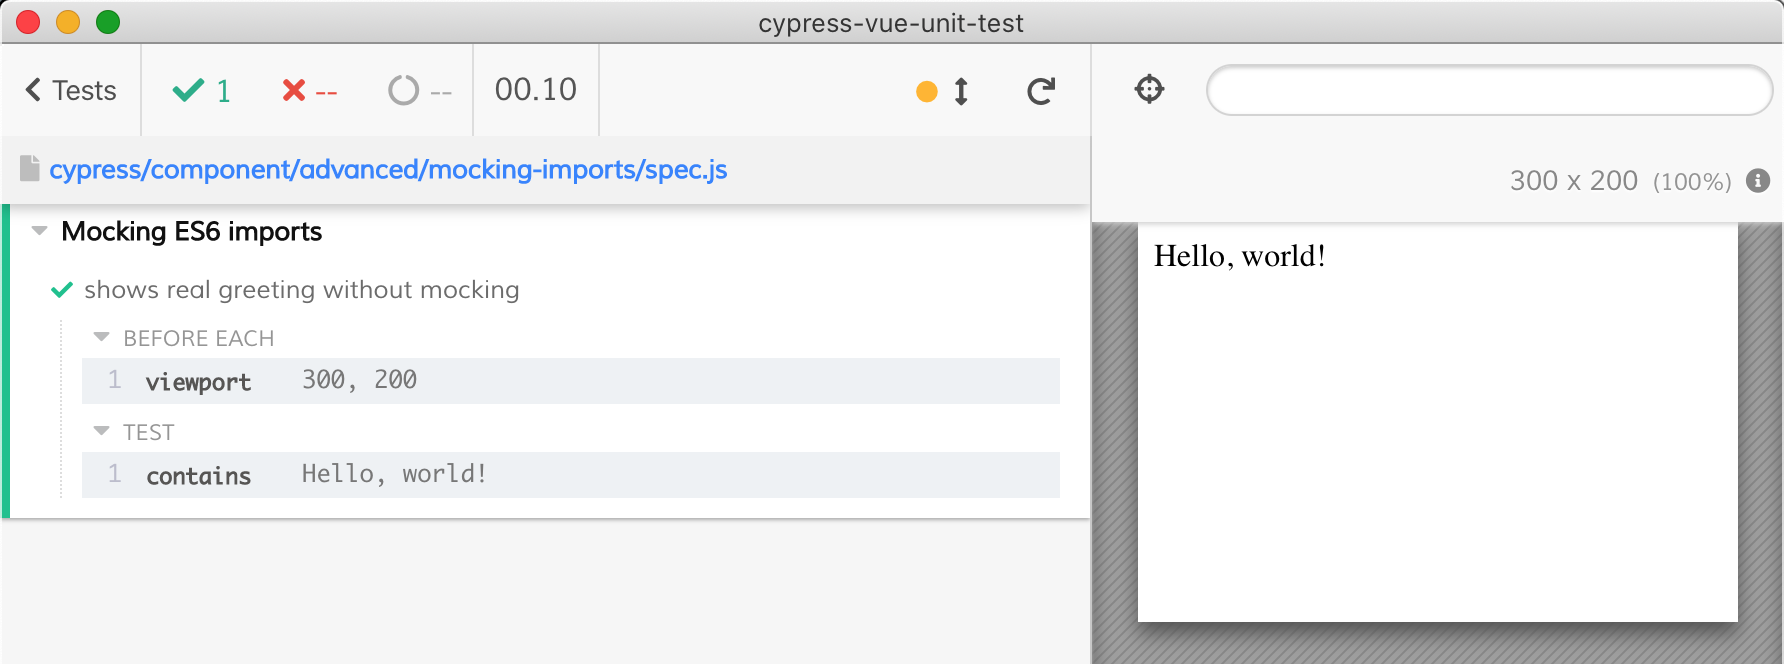 cypress-vue-unit-test
Tests 1 -- -- 00.10
cypress/component/advanced/mocking-imports/spec.js
300 x 200 (100%)
Mocking ES6 imports
Hello, world!
shows real greeting without mocking
BEFORE EACH
1 viewport 300, 200
TEST
1 contains Hello, world!